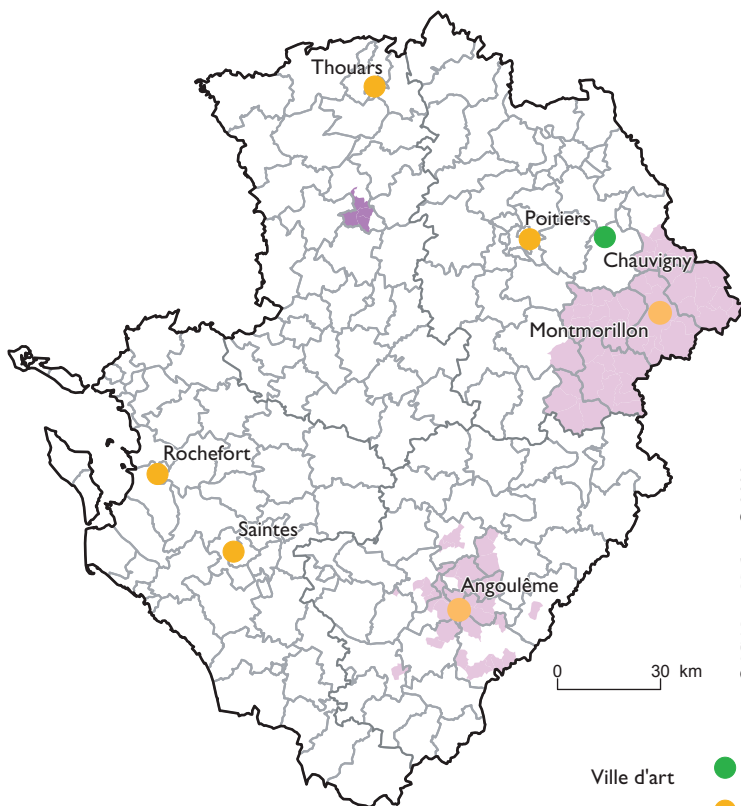 Thouars
Poitiers
Chauvigny
Montmorillon
Rochefort
Saintes
Angoulême
0 30 km
Ville d'art